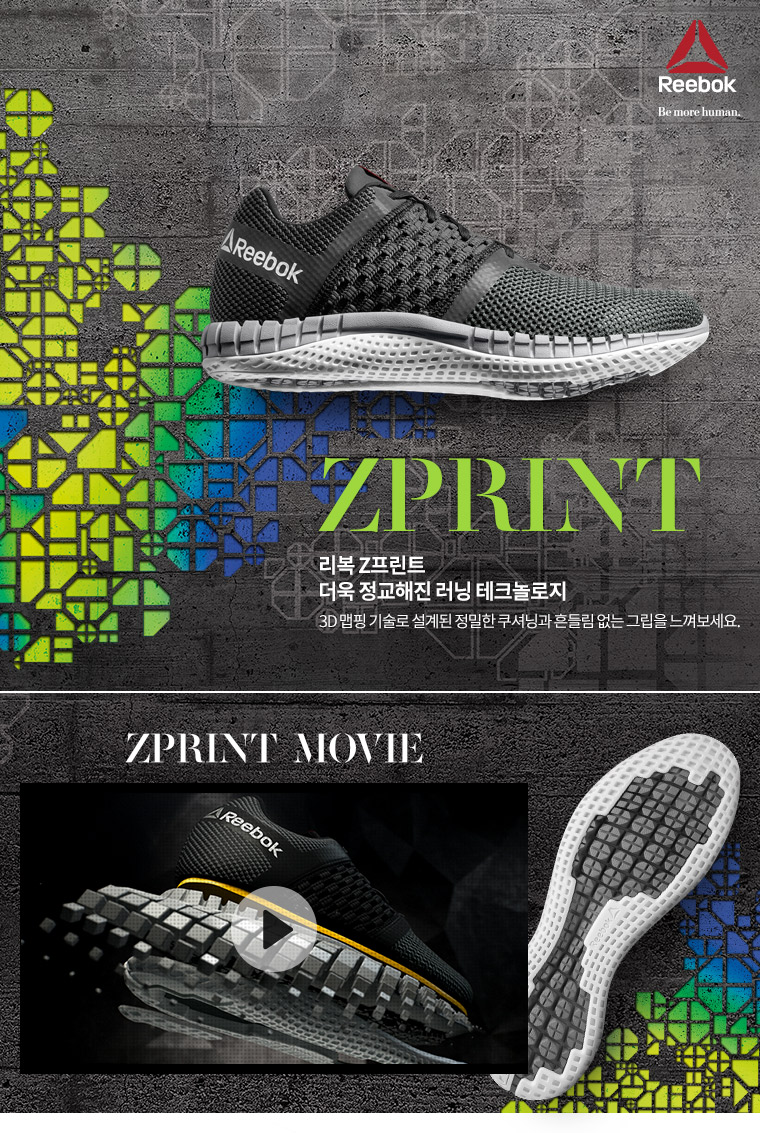 Reebok
Be more human.
Reebok
ZPRINT
리복 Z프린트
더욱 정교해진 러닝 테크놀로지
3D 맵핑 기술로 설계된 정밀한 쿠셔닝과 흔들림 없는 그립을 느껴보세요.
ZPRINT MOVIE
Reebok